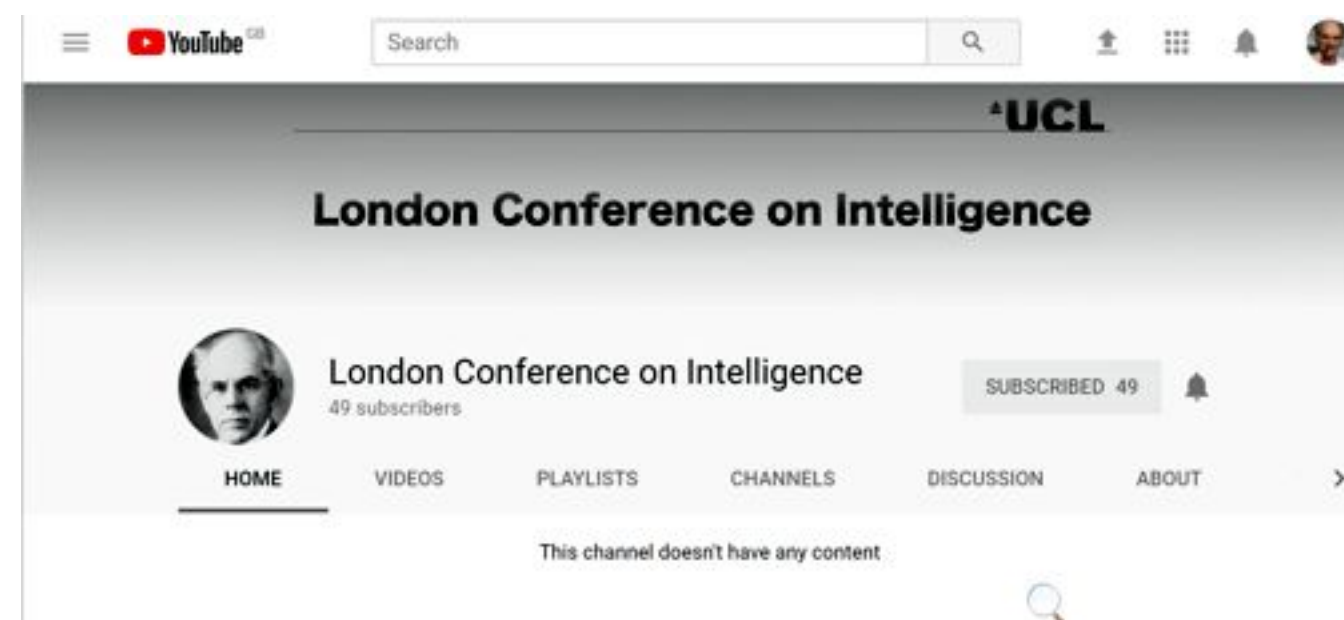 YouTube GB
Search
UCL
London Conference on Intelligence
London Conference on Intelligence
49 subscribers
SUBSCRIBED 49
HOME VIDEOS PLAYLISTS CHANNELS DISCUSSION ABOUT
This channel doesn't have any content